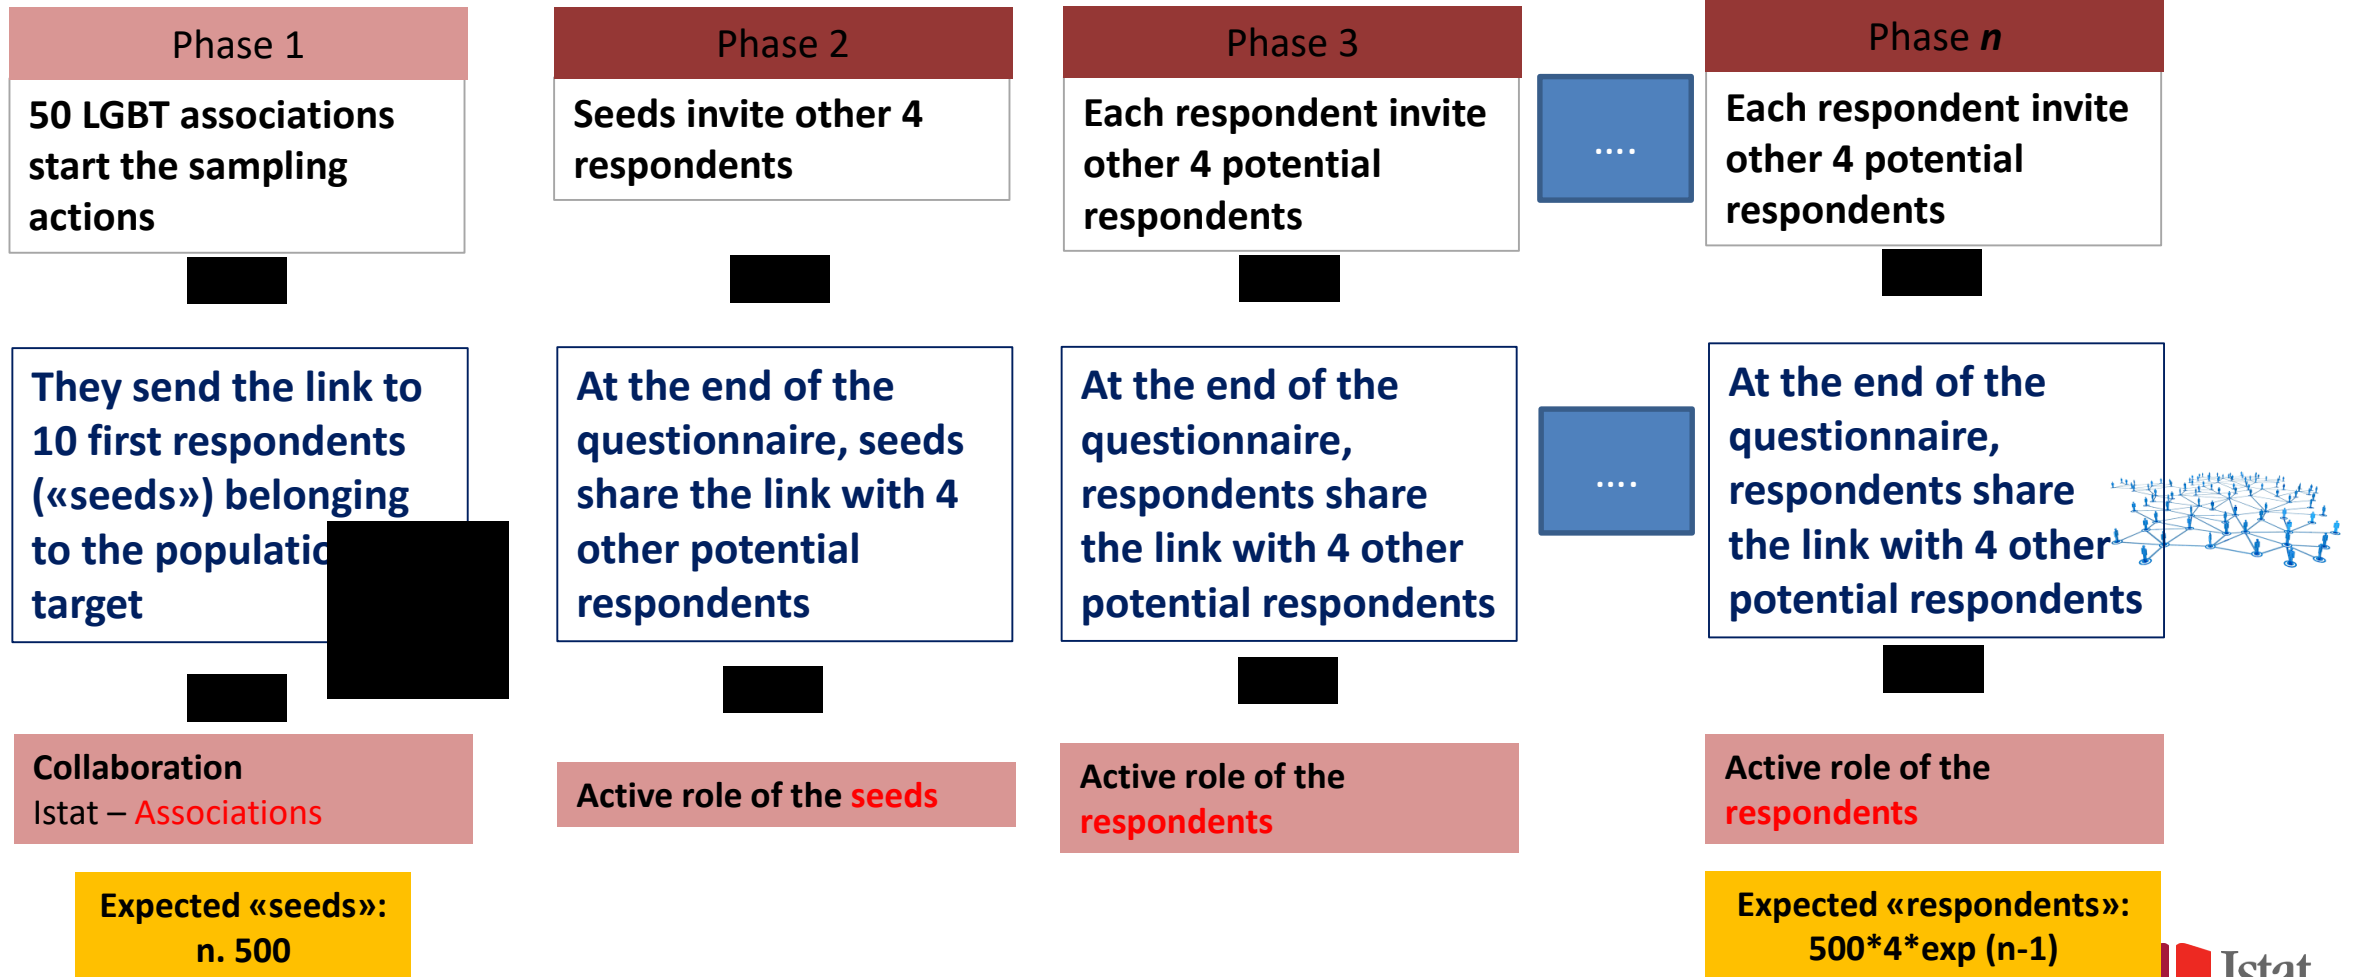 Phase 1
50 LGBT associations
start the sampling
actions
They send the link to
10 first respondents
(«seeds») belonging
to the
target
Collaboration
Istat – Associations
Expected «seeds»:
n. 500
Phase 2
Seeds invite other 4
respondents
At the end of the
questionnaire, seeds
share the link with 4
other potential
respondents
Active role of the seeds
Phase 3
Each respondent invite
other 4 potential
respondents
At the end of the
questionnaire,
respondents share
the link with 4 other
potential respondents
Active role of the
respondents
....
....
Phase n
Each respondent invite
other 4 potential
respondents
At the end of the
questionnaire,
respondents share
the link with 4 other
potential respondents
Active role of the
respondents
Expected «respondents»:
500*4*exp (n-1)
Istat